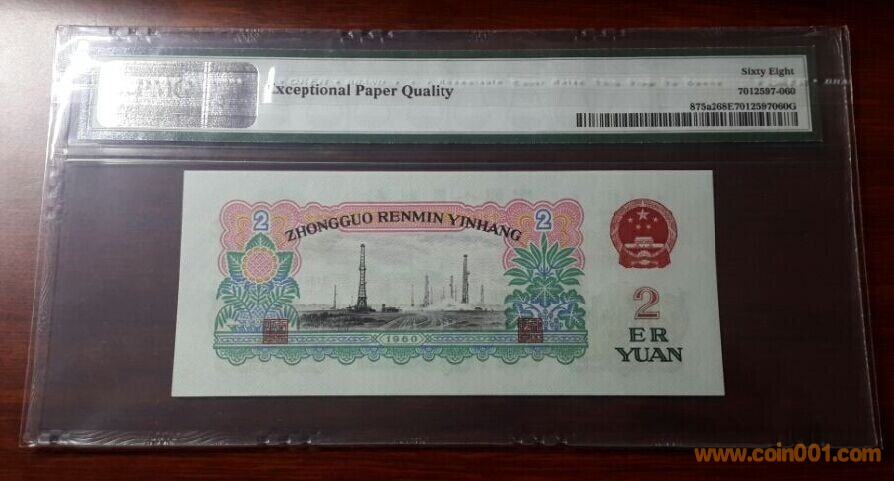 Sixty Eight
Exceptional Paper Quality
7012597-060
875a268E7012597060G
2
2
ZHONGGUO RENMIN YINHANG
2
ER
YUAN
1960
www.coin001.com